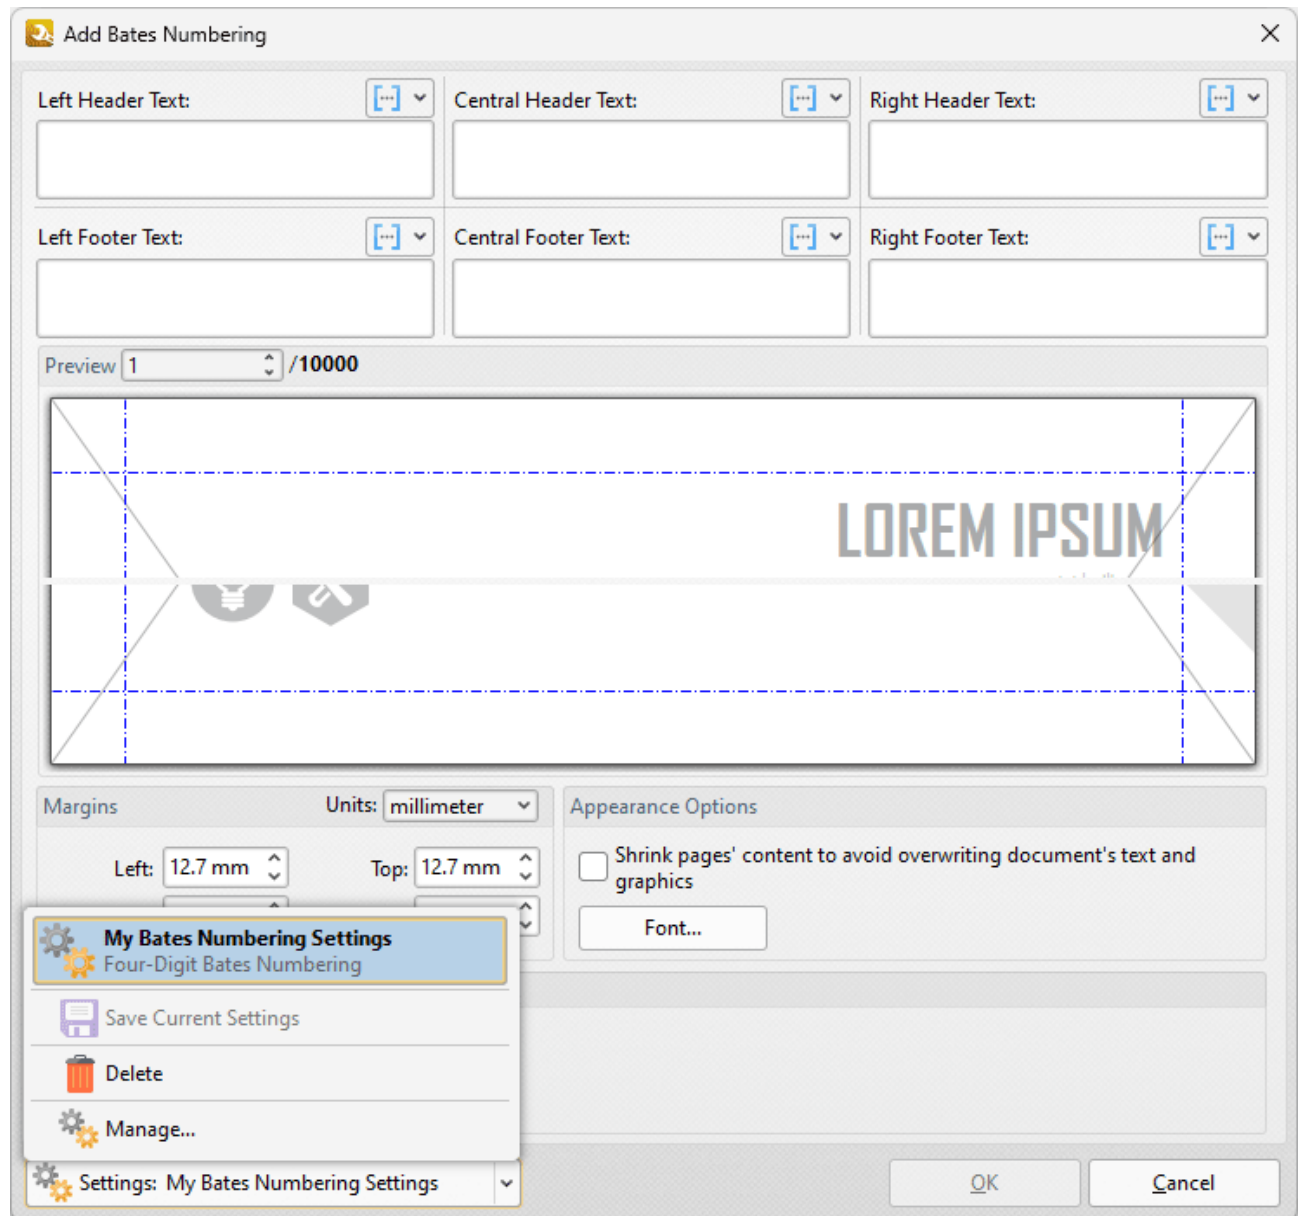 Add Bates Numbering
Left Header Text:
Central Header Text:
Right Header Text:
Left Footer Text:
Central Footer Text:
Right Footer Text:
Preview 1 /10000
LOREM IPSUM
Margins
Units: millimeter
Appearance Options
Left: 12.7 mm
Top: 12.7 mm
Shrink pages' content to avoid overwriting document's text and
graphics
Font...
My Bates Numbering Settings
Four-Digit Bates Numbering
Save Current Settings
Delete
Manage...
Settings: My Bates Numbering Settings
OK
Cancel